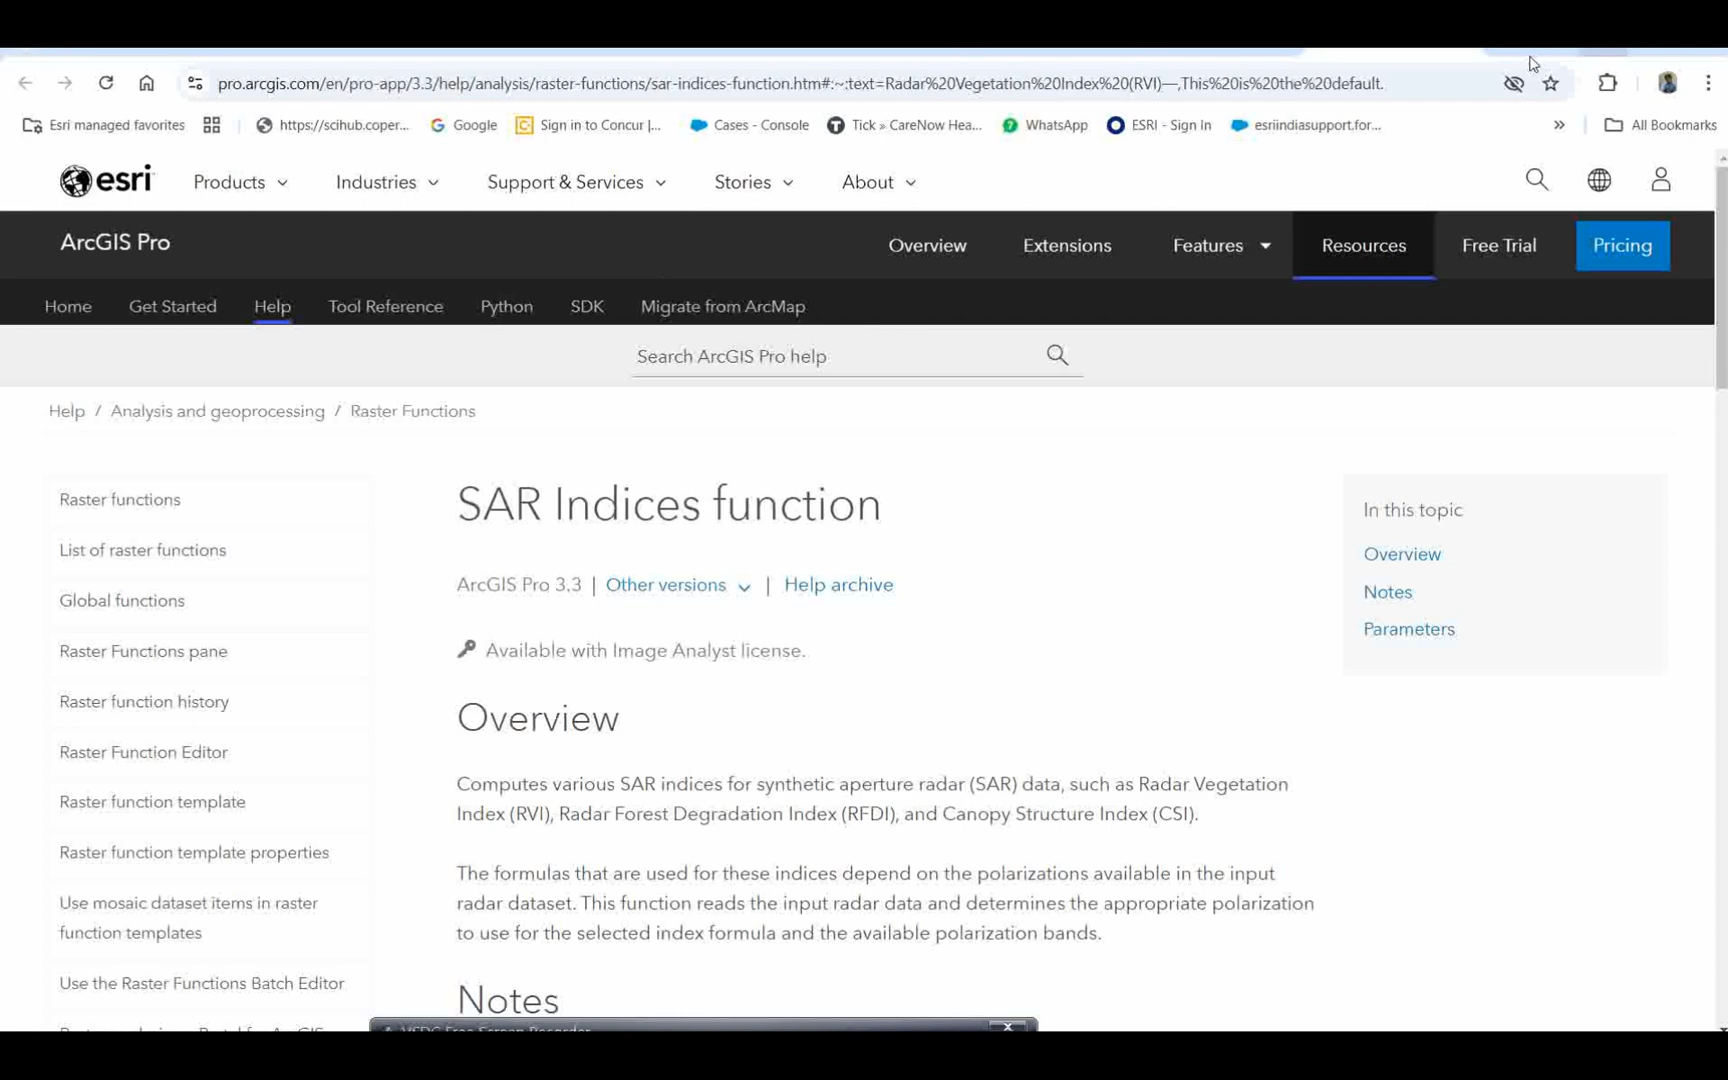 pro.arcgis.com/en/pro-app/3.3/help/analysis/raster-functions/sar-indices-function.htm#:~:text=Radar%20Vegetation%20Index%20(RVI)—,This%20is%20the%20default.
Esri managed favorites
https://scihub.coper...
Google
Sign in to Concur |...
Cases - Console
Tick » CareNow Hea...
WhatsApp
ESRI - Sign In
esriindiasupport.for...
»
All Bookmarks
esri
Products
Industries
Support & Services
Stories
About
ArcGIS Pro
Overview
Extensions
Features
Resources
Free Trial
Pricing
Home
Get Started
Help
Tool Reference
Python
SDK
Migrate from ArcMap
Search ArcGIS Pro help
Help / Analysis and geoprocessing / Raster Functions
Raster functions
List of raster functions
Global functions
Raster Functions pane
Raster function history
Raster Function Editor
Raster function template
Raster function template properties
Use mosaic dataset items in raster
function templates
Use the Raster Functions Batch Editor
SAR Indices function
ArcGIS Pro 3.3 | Other versions | Help archive
Available with Image Analyst license.
Overview
Computes various SAR indices for synthetic aperture radar (SAR) data, such as Radar Vegetation
Index (RVI), Radar Forest Degradation Index (RFDI), and Canopy Structure Index (CSI).
The formulas that are used for these indices depend on the polarizations available in the input
radar dataset. This function reads the input radar data and determines the appropriate polarization
to use for the selected index formula and the available polarization bands.
Notes
VSDC Free Screen Recorder
In this topic
Overview
Notes
Parameters